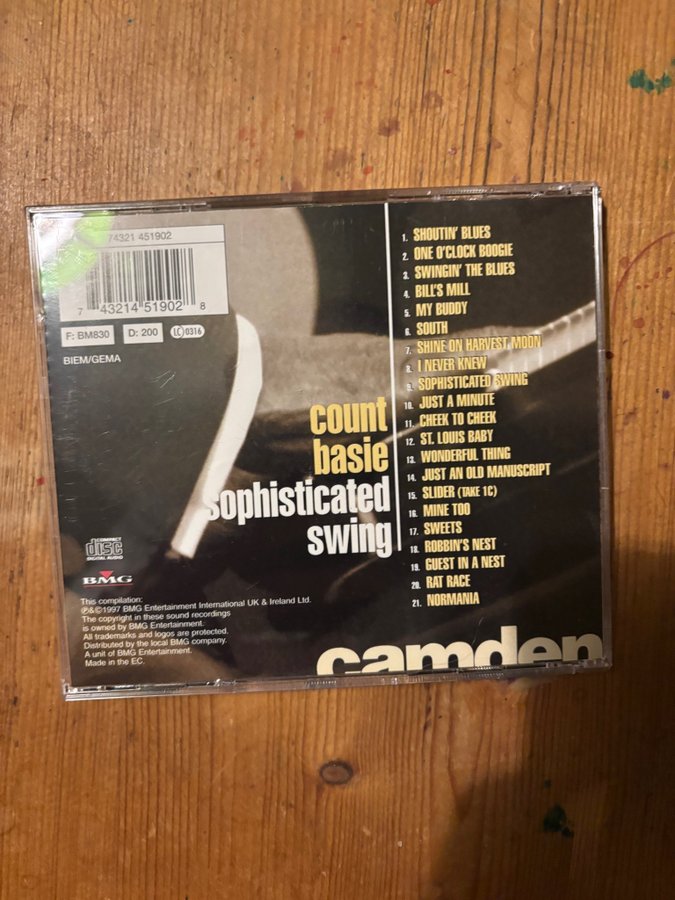 74321 451902
7 43214 51902 8
F: BM830
D: 200
LC 0316
BIEM/GEMA
count
basie
sophisticated
swing
COMPACT
disc
DIGITAL AUDIO
BMG
This compilation:
℗&©1997 BMG Entertainment International UK & Ireland Ltd.
The copyright in these sound recordings
is owned by BMG Entertainment.
All trademarks and logos are protected.
Distributed by the local BMG company.
A unit of BMG Entertainment.
Made in the EC.
1. SHOUTIN' BLUES
2. ONE O'CLOCK BOOGIE
3. SWINGIN' THE BLUES
4. BILL'S MILL
5. MY BUDDY
6. SOUTH
7. SHINE ON HARVEST MOON
8. I NEVER KNEW
9. SOPHISTICATED SWING
10. JUST A MINUTE
11. CHEEK TO CHEEK
12. ST. LOUIS BABY
13. WONDERFUL THING
14. JUST AN OLD MANUSCRIPT
15. SLIDER (TAKE 1C)
16. MINE TOO
17. SWEETS
18. ROBBIN'S NEST
19. GUEST IN A NEST
20. RAT RACE
21. NORMANIA
camden